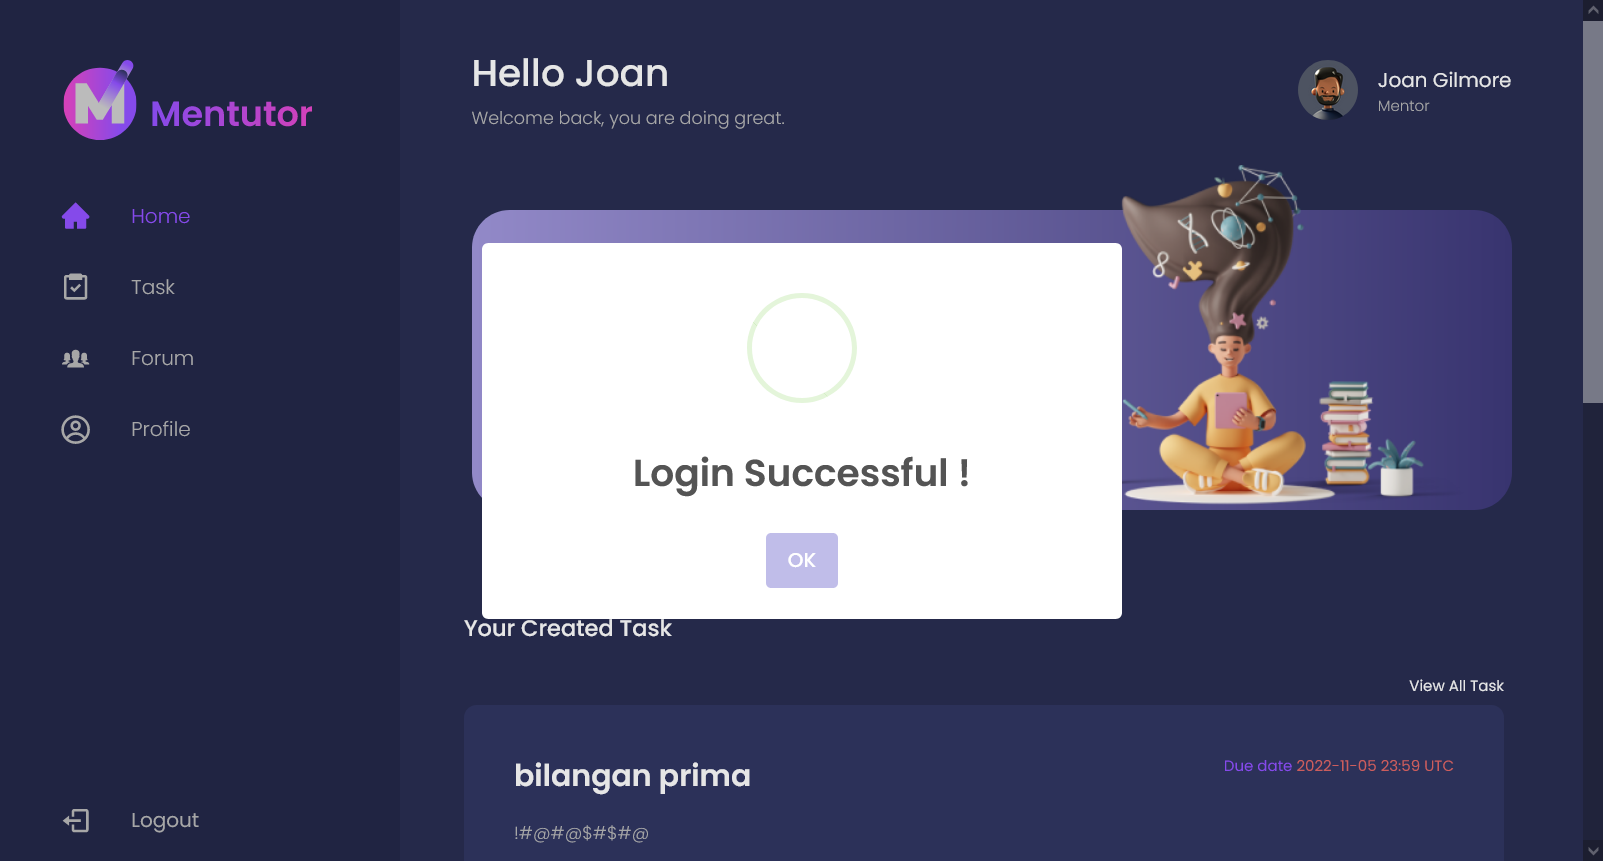 Mentutor
Home
Task
Forum
Profile
Logout
Hello Joan
Welcome back, you are doing great.
Joan Gilmore
Mentor
Login Successful !
OK
Your Created Task
View All Task
bilangan prima
Due date 2022-11-05 23:59 UTC
!#@#@$#$#@